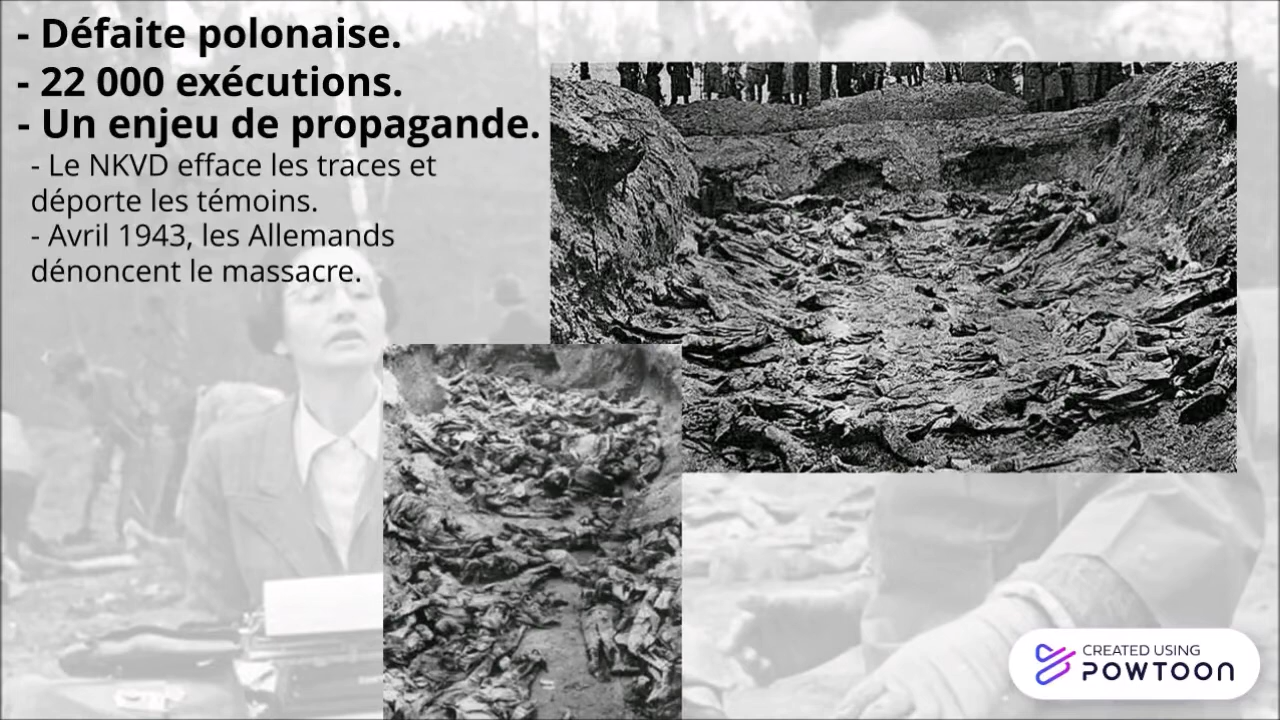 - Défaite polonaise.
- 22 000 exécutions.
- Un enjeu de propagande.
- Le NKVD efface les traces et
déporte les témoins.
- Avril 1943, les Allemands
dénoncent le massacre.
CREATED USING
POWTOON